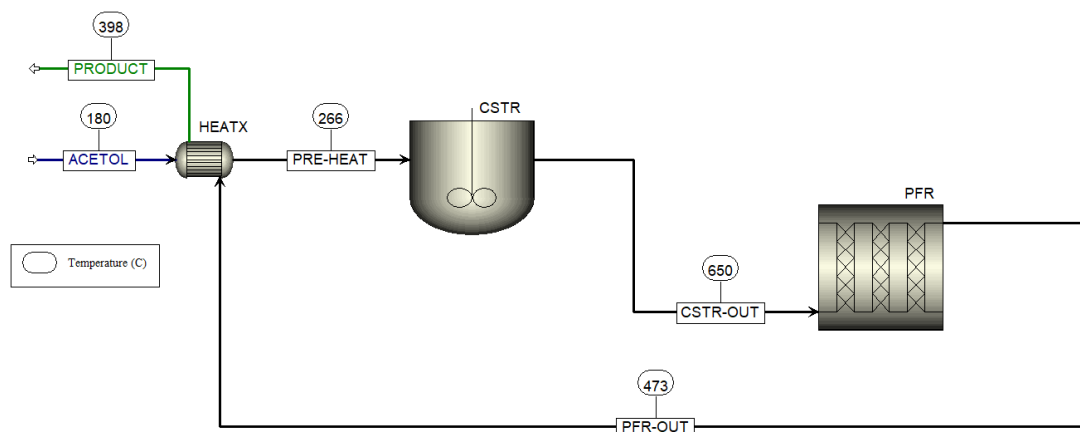 398
PRODUCT
180
HEATX
266
CSTR
ACETOL
PRE-HEAT
PFR
Temperature (C)
650
CSTR-OUT
473
PFR-OUT